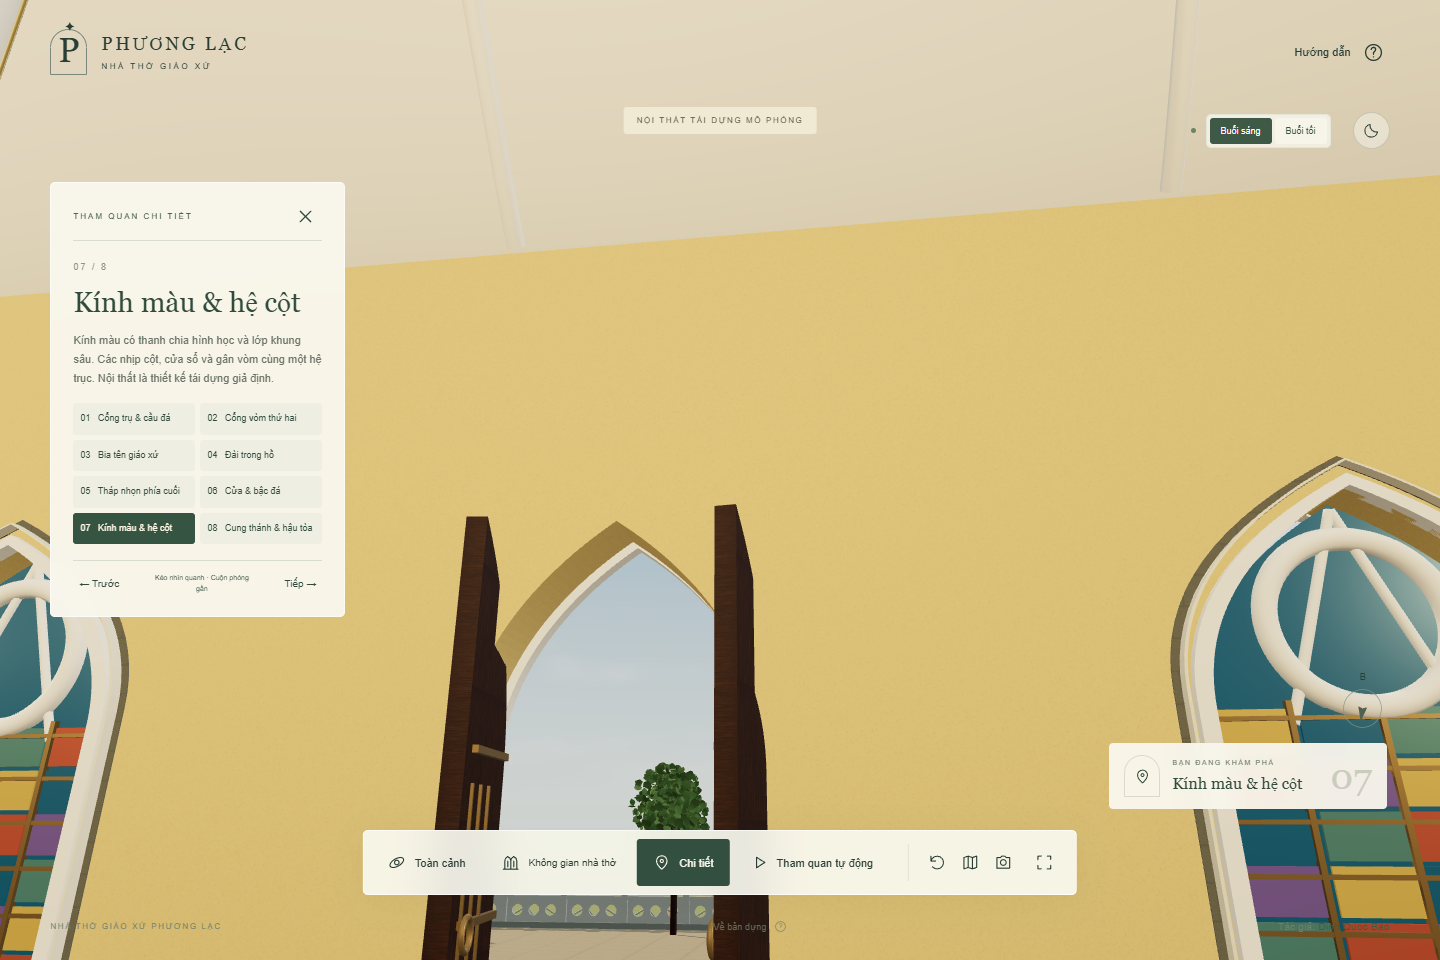 P
PHƯƠNG LẠC
NHÀ THỜ GIÁO XỨ
Hướng dẫn
NỘI THẤT TÁI DỰNG MÔ PHỎNG
Buổi sáng
Buổi tối
THAM QUAN CHI TIẾT
07 / 8
Kính màu & hệ cột
Kính màu có thanh chia hình học và lớp khung
sâu. Các nhịp cột, cửa sổ và gân vòm cùng một hệ
trục. Nội thất là thiết kế tái dựng giả định.
01 Cổng trụ & cầu đá
02 Cổng vòm thứ hai
03 Bia tên giáo xứ
04 Đài trong hồ
05 Tháp nhọn phía cuối
06 Cửa & bậc đá
07 Kính màu & hệ cột
08 Cung thánh & hậu tòa
← Trước
Kéo nhìn quanh · Cuộn phóng
gần
Tiếp →
B
BẠN ĐANG KHÁM PHÁ
Kính màu & hệ cột
07
Toàn cảnh
Không gian nhà thờ
Chi tiết
Tham quan tự động
NHÀ THỜ GIÁO XỨ PHƯƠNG LẠC
Về bản dựng
Tác giả: